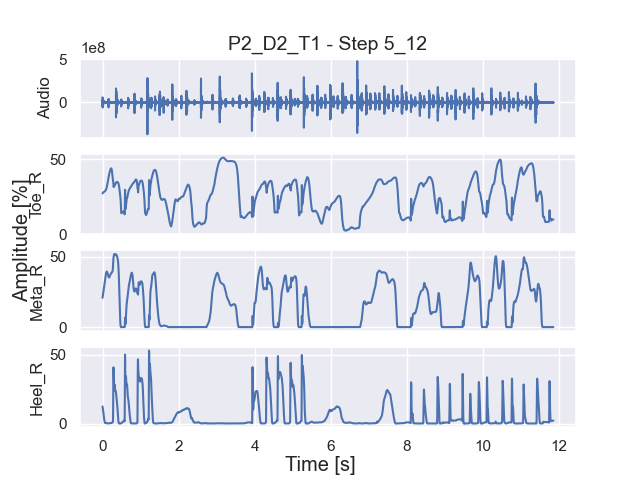 P2_D2_T1 - Step 5_12
1e8
5
0
Audio
50
0
Toe_R
Amplitude [%]
50
0
Meta_R
50
0
Heel_R
0 2 4 6 8 10 12
Time [s]